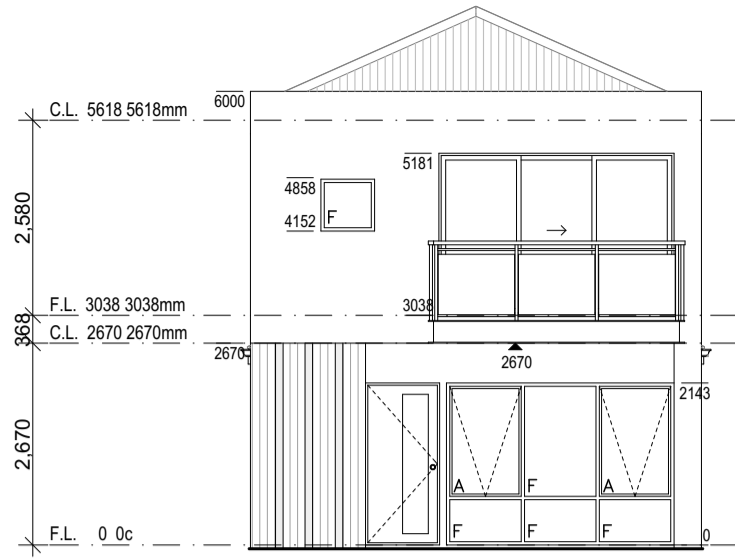 6000
C.L. 5618 5618mm
5181
4858
4152
F
2,580
F.L. 3038 3038mm
3038
368
C.L. 2670 2670mm
2670
2670
2143
2,670
A
F
A
F
F
F
F.L. 0 0c
0